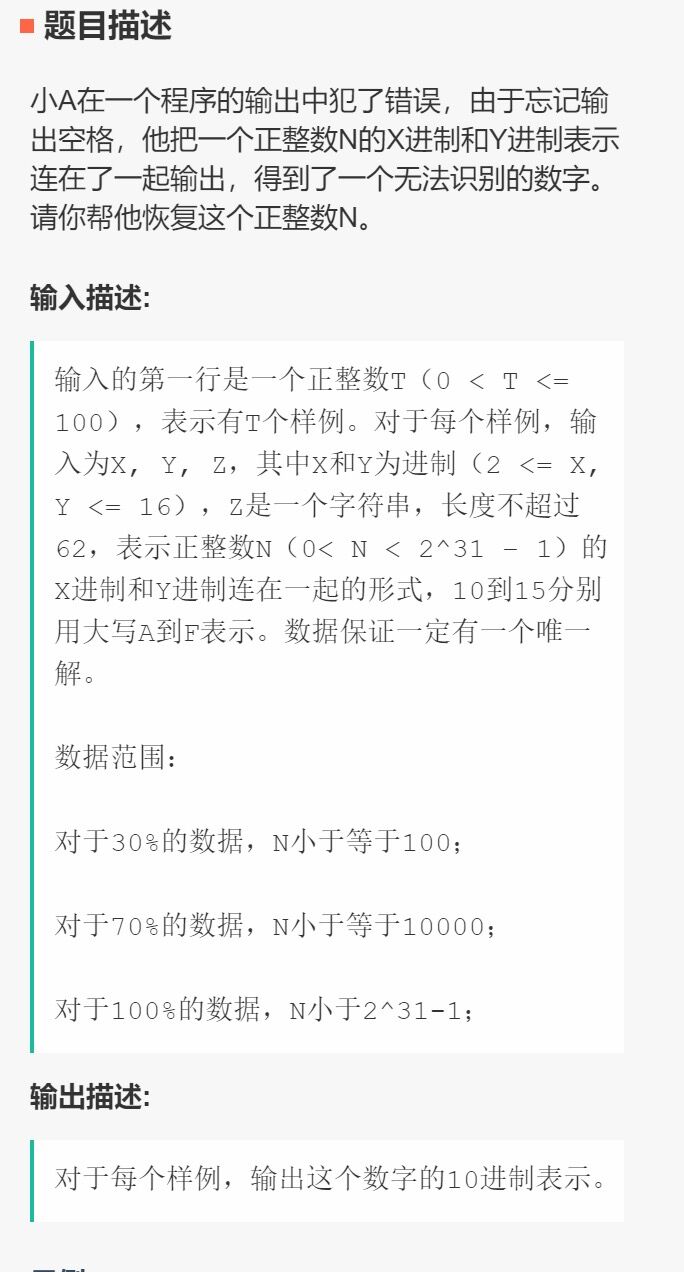 题目描述
小A在一个程序的输出中犯了错误，由于忘记输
出空格，他把一个正整数N的X进制和Y进制表示
连在了一起输出，得到了一个无法识别的数字。
请你帮他恢复这个正整数N。
输入描述:
输入的第一行是一个正整数T（0 < T <=
100），表示有T个样例。对于每个样例，输
入为X, Y, Z，其中X和Y为进制（2 <= X,
Y <= 16），Z是一个字符串，长度不超过
62，表示正整数N（0< N < 2^31 – 1）的
X进制和Y进制连在一起的形式，10到15分别
用大写A到F表示。数据保证一定有一个唯一
解。
数据范围：
对于30%的数据，N小于等于100；
对于70%的数据，N小于等于10000；
对于100%的数据，N小于2^31-1；
输出描述:
对于每个样例，输出这个数字的10进制表示。